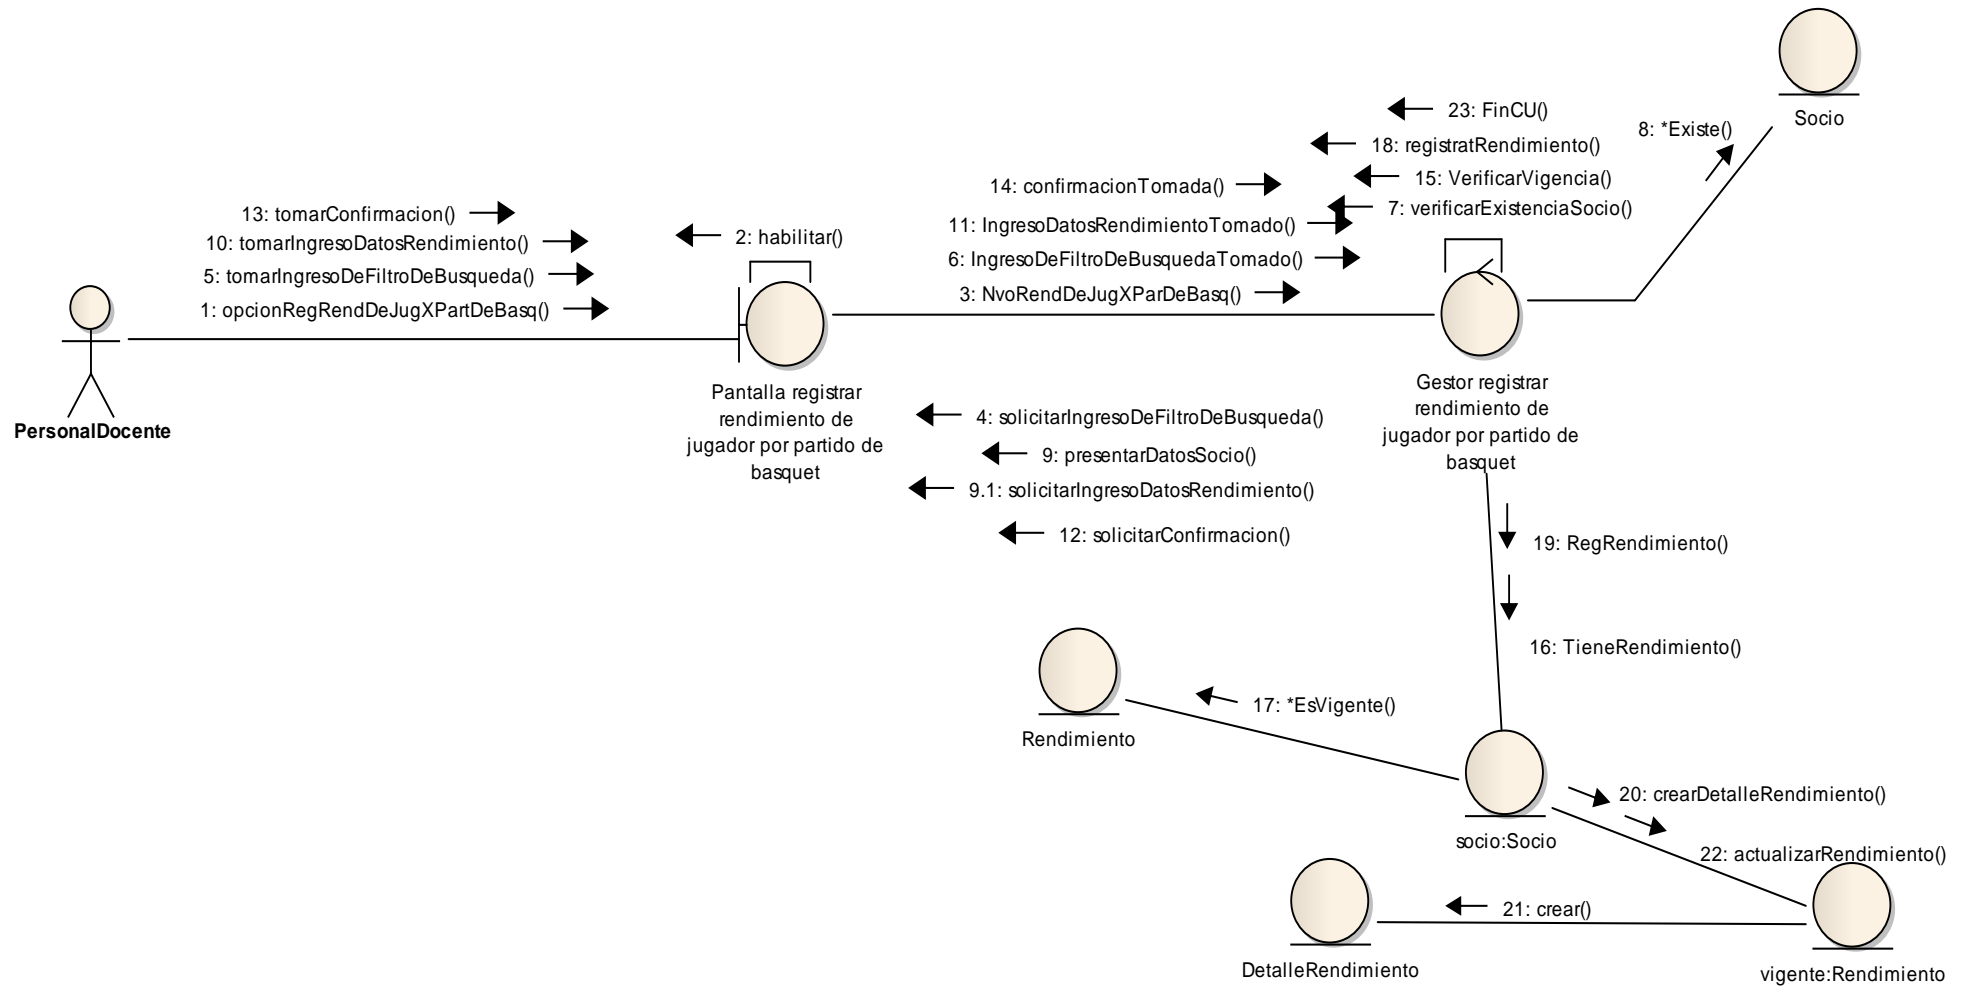 Socio
23: FinCU()
8: *Existe()
18: registratRendimiento()
15: VerificarVigencia()
14: confirmacionTomada()
7: verificarExistenciaSocio()
13: tomarConfirmacion()
11: IngresoDatosRendimientoTomado()
10: tomarIngresoDatosRendimiento()
2: habilitar()
6: IngresoDeFiltroDeBusquedaTomado()
5: tomarIngresoDeFiltroDeBusqueda()
3: NvoRendDeJugXParDeBasq()
1: opcionRegRendDeJugXPartDeBasq()
PersonalDocente
Pantalla registrar
rendimiento de
jugador por partido de
basquet
Gestor registrar
rendimiento de
jugador por partido de
basquet
4: solicitarIngresoDeFiltroDeBusqueda()
9: presentarDatosSocio()
9.1: solicitarIngresoDatosRendimiento()
12: solicitarConfirmacion()
19: RegRendimiento()
16: TieneRendimiento()
17: *EsVigente()
Rendimiento
20: crearDetalleRendimiento()
socio:Socio
22: actualizarRendimiento()
21: crear()
DetalleRendimiento
vigente:Rendimiento